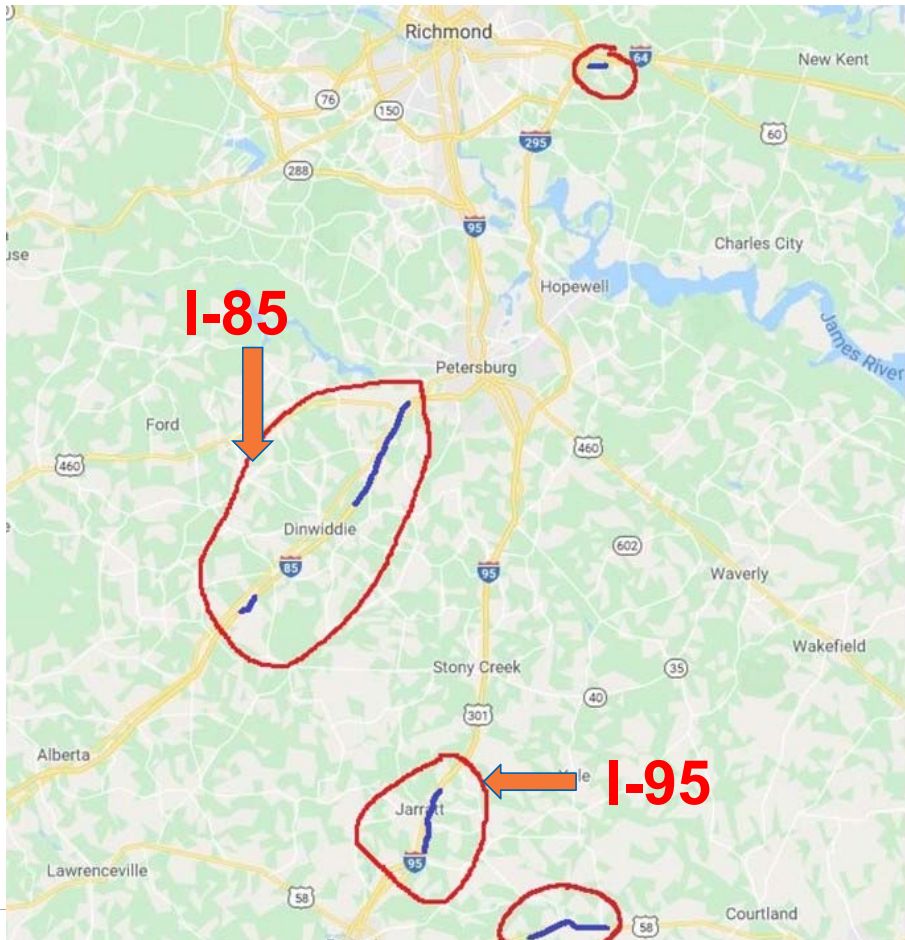 Richmond
64
New Kent
76
150
60
295
288
95
Charles City
use
Hopewell
I-85
James River
Petersburg
Ford
460
460
Dinwiddie
602
85
95
Waverly
Wakefield
Stony Creek
35
40
301
Alberta
I-95
Jarratt
95
Lawrenceville
58
Courtland
58